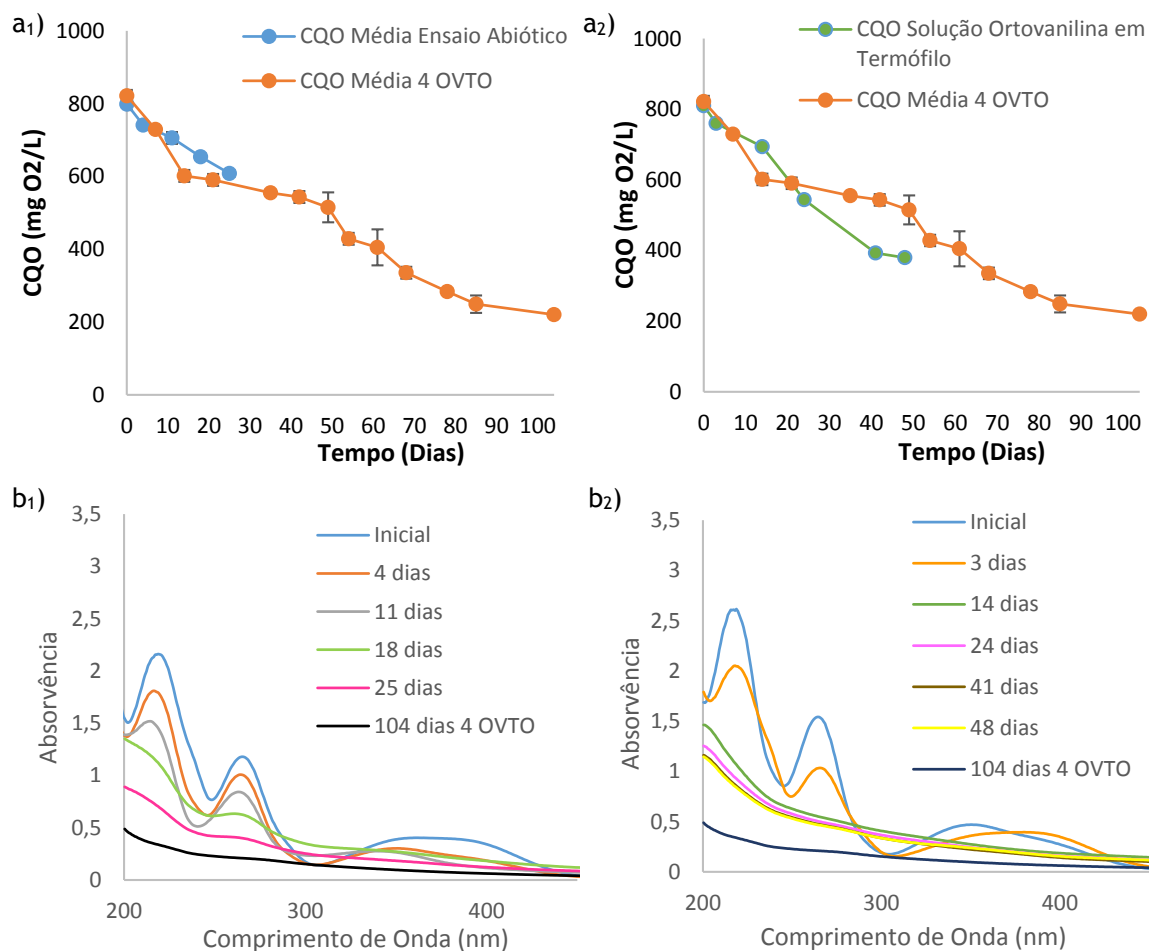 a₁)
1000
800
600
400
200
0
CQO (mg O2/L)
CQO Média Ensaio Abiótico
CQO Média 4 OVTO
0 10 20 30 40 50 60 70 80 90 100
Tempo (Dias)
a₂)
1000
800
600
400
200
0
CQO (mg O2/L)
CQO Solução Ortovanilina em
Termófilo
CQO Média 4 OVTO
0 10 20 30 40 50 60 70 80 90 100
Tempo (Dias)
b₁)
3,5
3
2,5
2
1,5
1
0,5
0
Absorvência
Inicial
4 dias
11 dias
18 dias
25 dias
104 dias 4 OVTO
200 300 400
Comprimento de Onda (nm)
b₂)
3,5
3
2,5
2
1,5
1
0,5
0
Absorvência
Inicial
3 dias
14 dias
24 dias
41 dias
48 dias
104 dias 4 OVTO
200 300 400
Comprimento de Onda (nm)